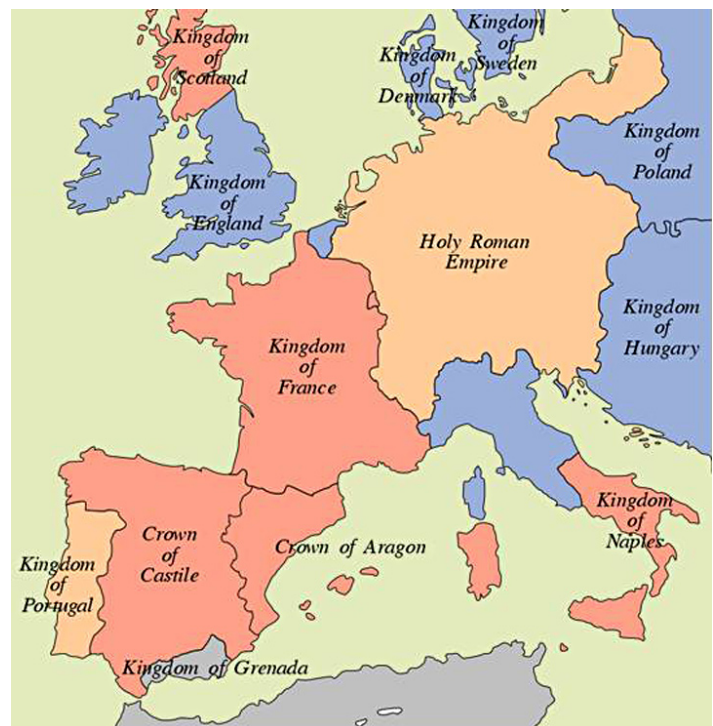 Kingdom
of
Scotland
Kingdom
of
Denmark
Kingdom
of
Sweden
Kingdom
of
Poland
Kingdom
of
England
Holy Roman
Empire
Kingdom
of
Hungary
Kingdom
of
France
Kingdom
of
Naples
Crown
of
Castile
Crown of Aragon
Kingdom
of
Portugal
Kingdom of Grenada